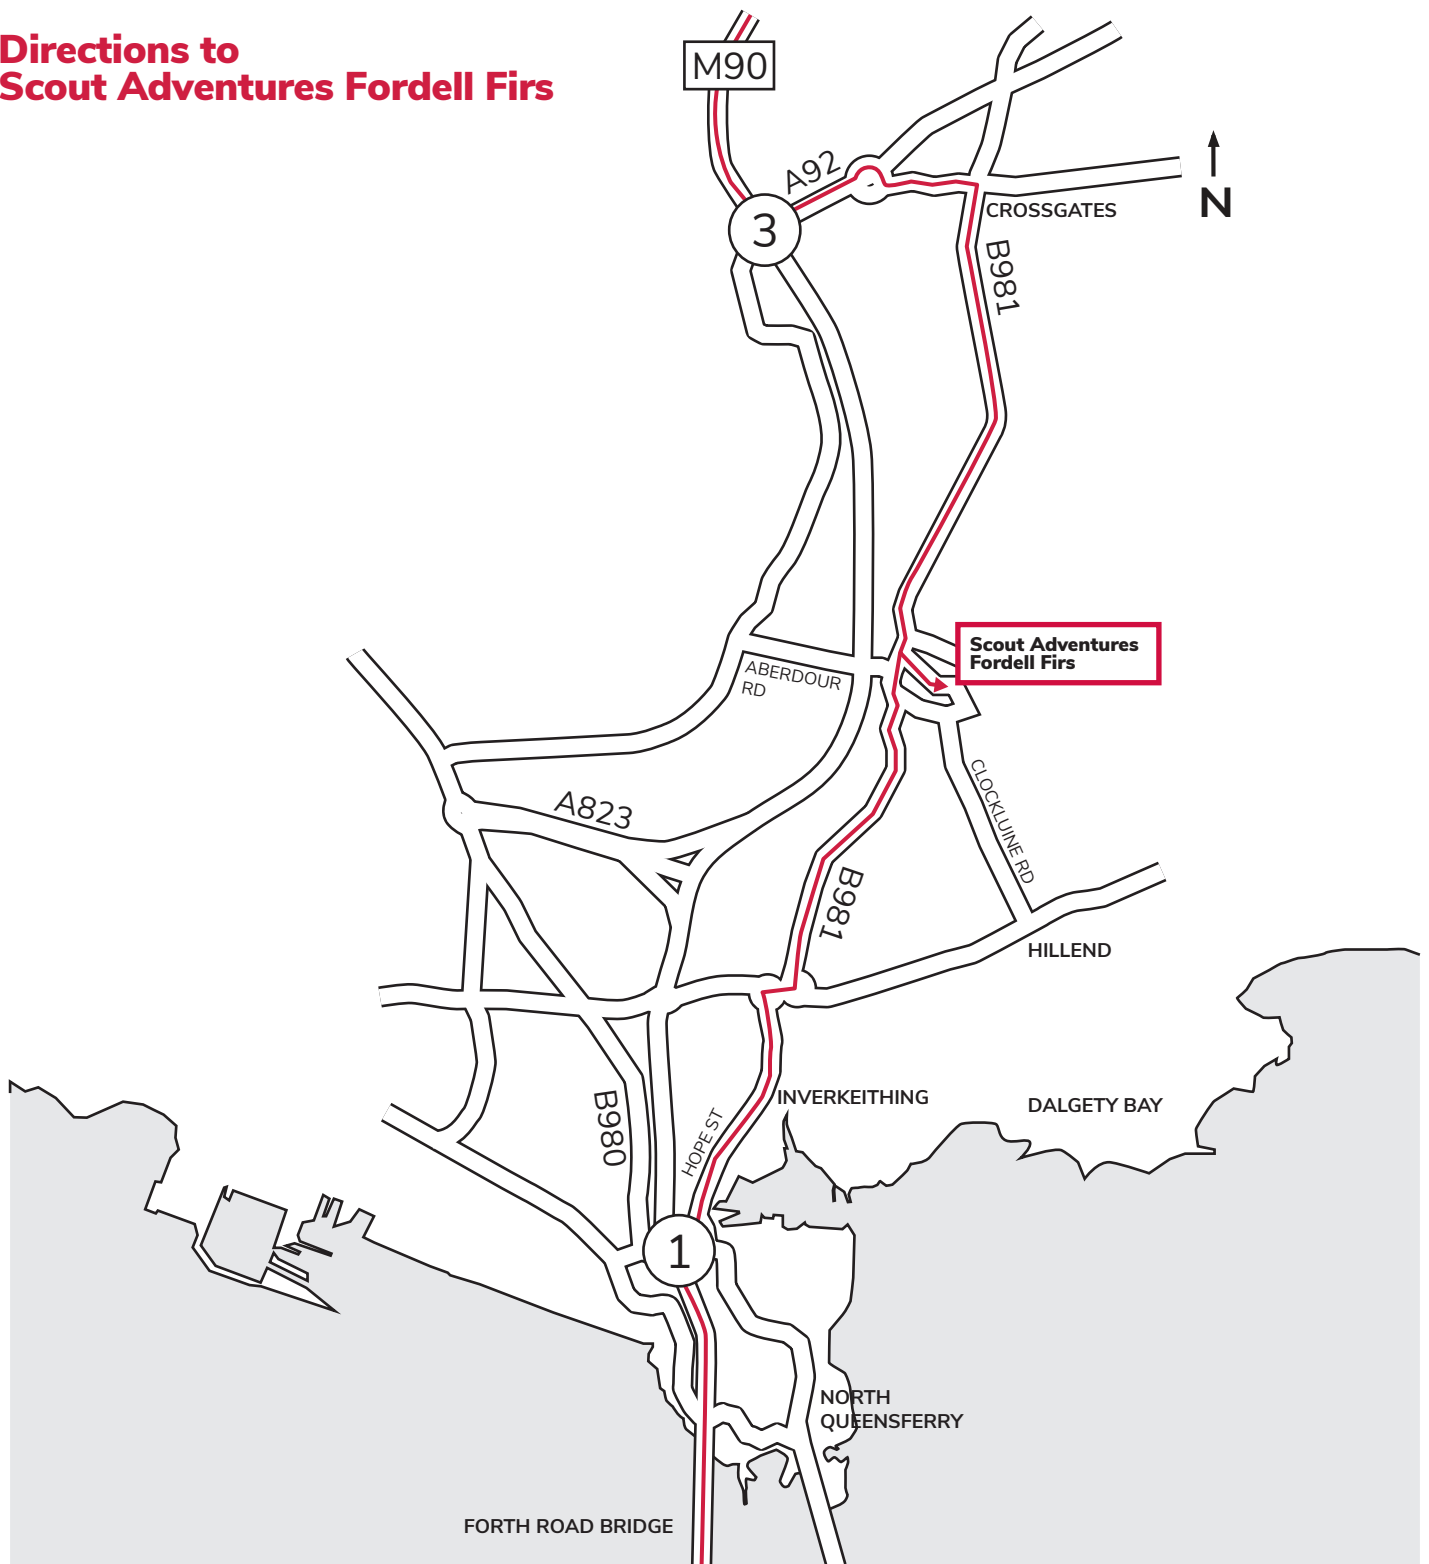 Directions to
Scout Adventures Fordell Firs
M90
A92
3
N
CROSSGATES
B981
Scout Adventures
Fordell Firs
ABERDOUR
RD
CLOCKLUINE RD
A823
B981
HILLEND
B980
HOPE ST
INVERKEITHING
DALGETY BAY
1
NORTH
QUEENSFERRY
FORTH ROAD BRIDGE